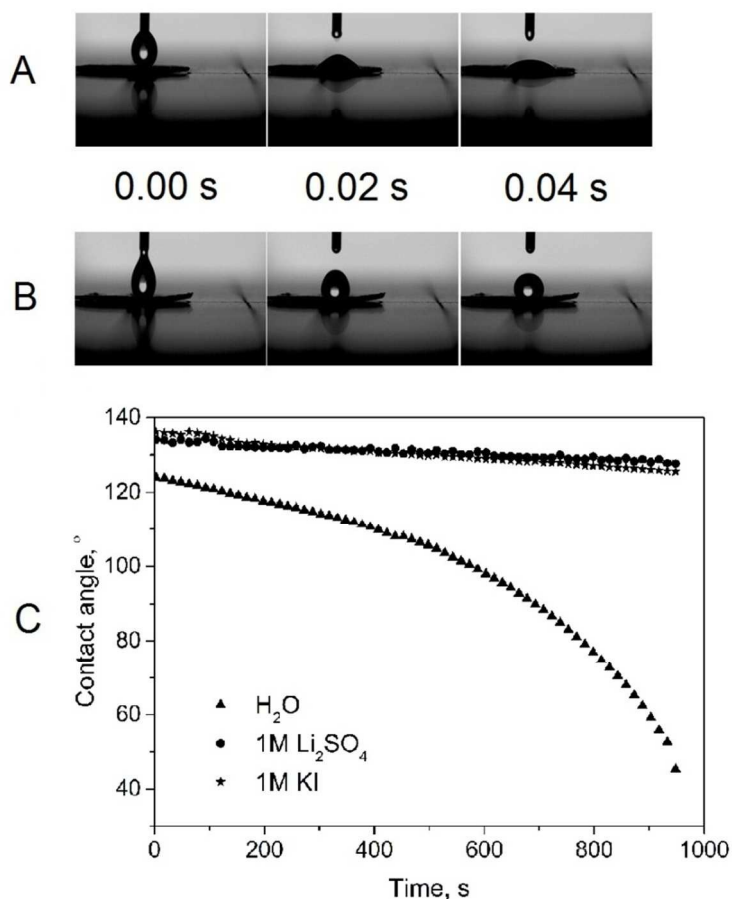 A
0.00 s 0.02 s 0.04 s
B
C
Contact angle, °
140
120
100
80
60
40
H₂O
1M Li₂SO₄
1M KI
0 200 400 600 800 1000
Time, s